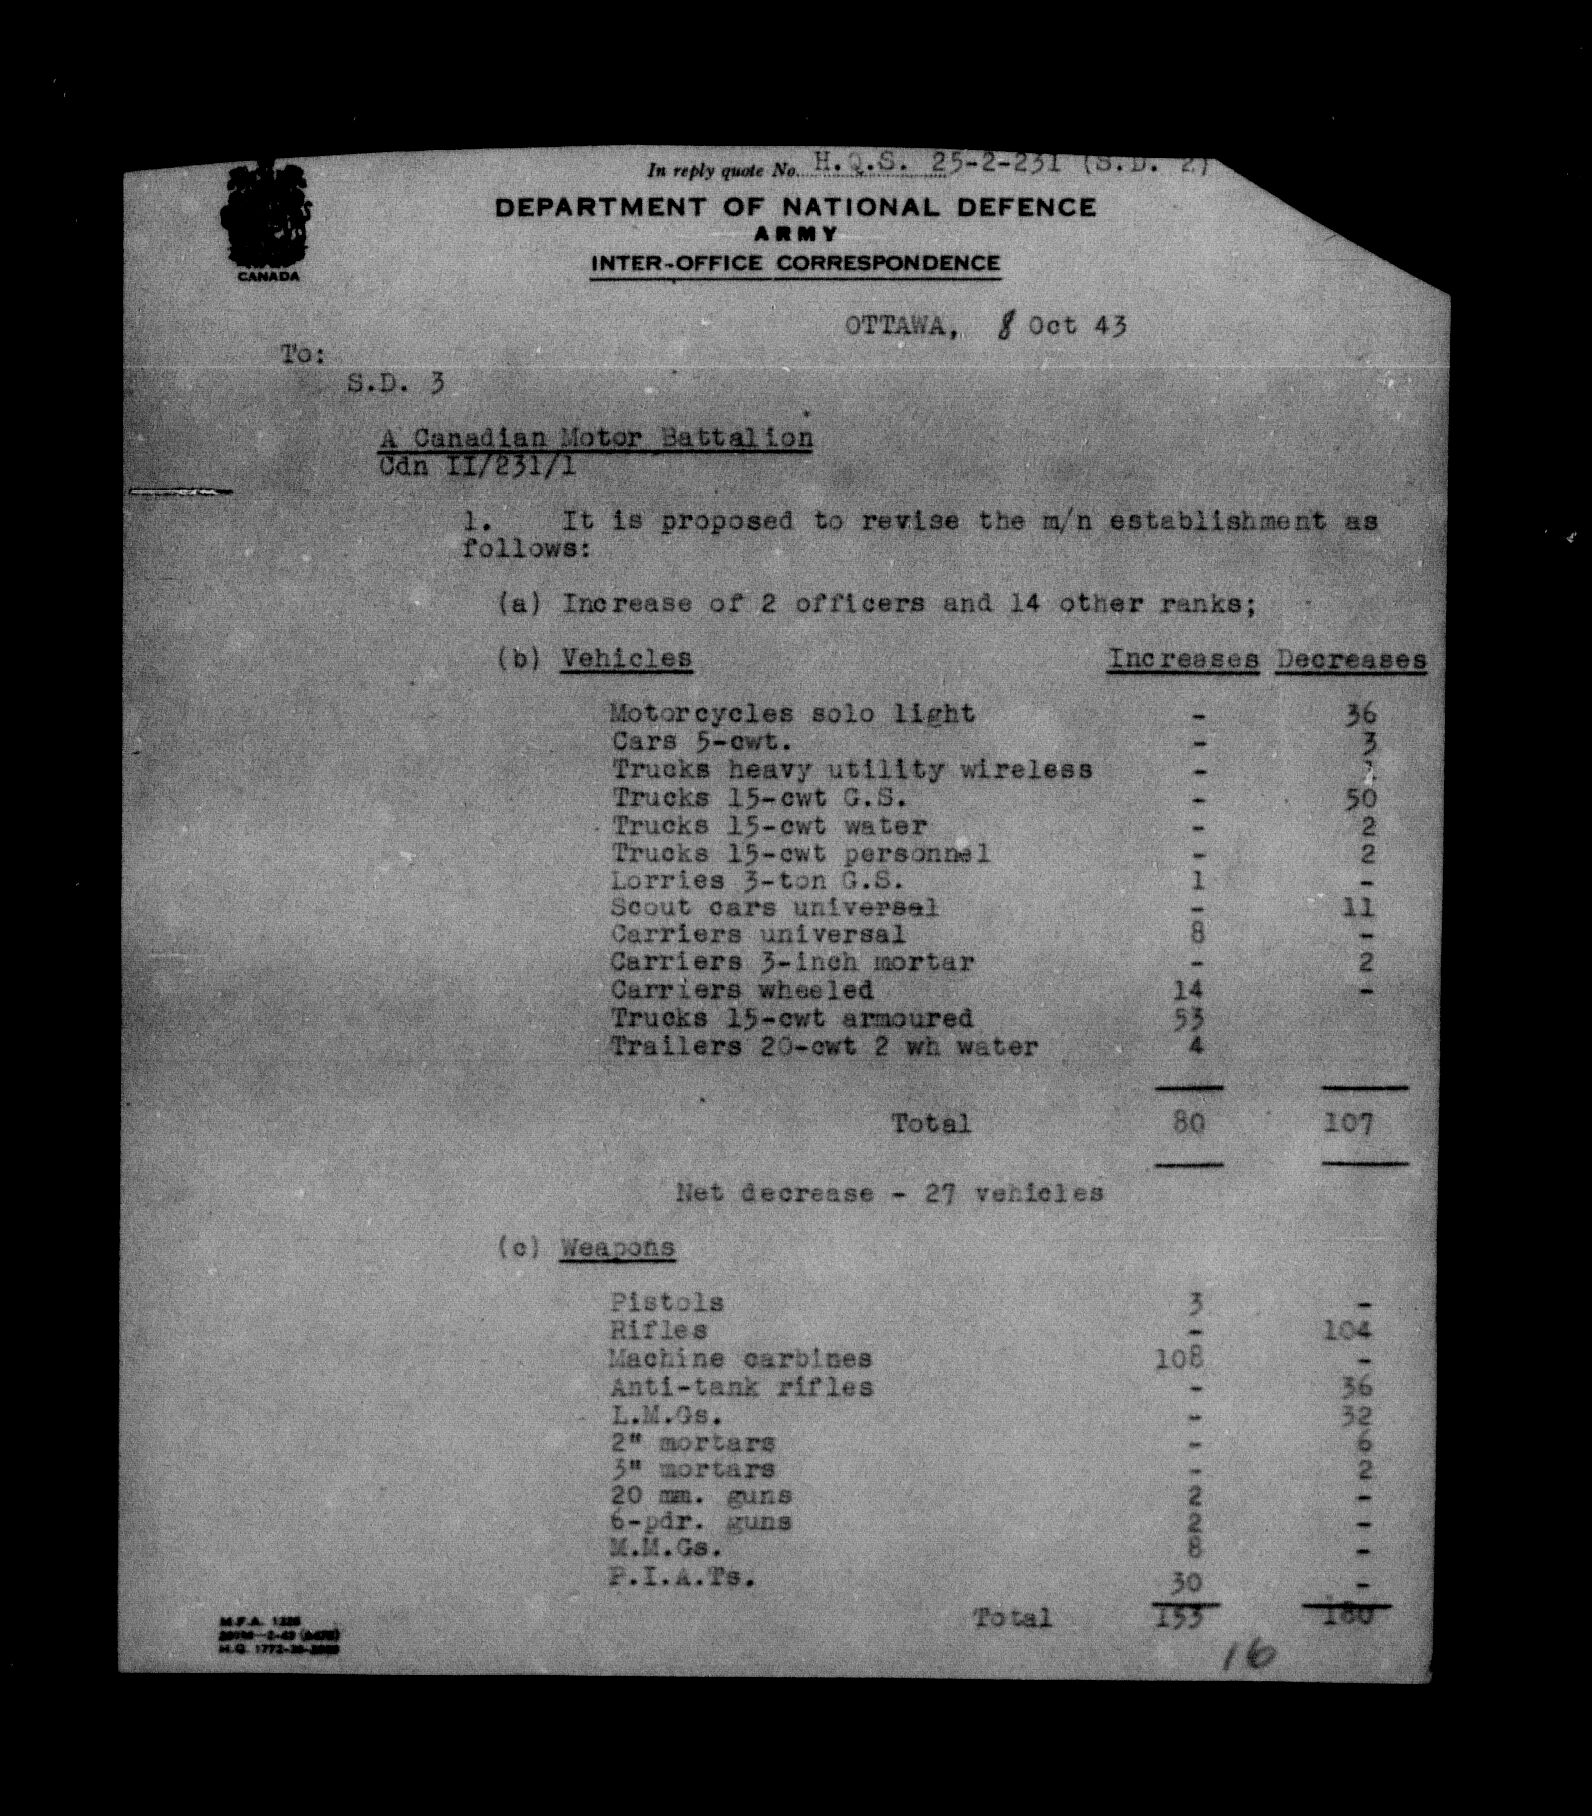 In reply quote No. H.Q.S. 25-2-231 (S.D. 2)
DEPARTMENT OF NATIONAL DEFENCE
ARMY
INTER-OFFICE CORRESPONDENCE
CANADA
OTTAWA, 8 Oct 43
To:
S.D. 3
A Canadian Motor Battalion
Cdn II/231/1
1. It is proposed to revise the m/n establishment as
follows:
(a) Increase of 2 officers and 14 other ranks;
(b) Vehicles Increases Decreases
Motorcycles solo light - 36
Cars 5-cwt. - 3
Trucks heavy utility wireless - 1
Trucks 15-cwt G.S. - 50
Trucks 15-cwt water - 2
Trucks 15-cwt personnel - 2
Lorries 3-ton G.S. 1 -
Scout cars universal - 11
Carriers universal 8 -
Carriers 3-inch mortar - 2
Carriers wheeled 14 -
Trucks 15-cwt armoured 53
Trailers 20-cwt 2 wh water 4
Total 80 107
Net decrease - 27 vehicles
(c) Weapons
Pistols 3 -
Rifles - 104
Machine carbines 108 -
Anti-tank rifles - 36
L.M.Gs. - 32
2" mortars - 6
3" mortars - 2
20 mm. guns 2 -
6-pdr. guns 2 -
M.M.Gs. 8 -
P.I.A.Ts. 30 -
Total 153 180
M.F.A.
H.Q.
16